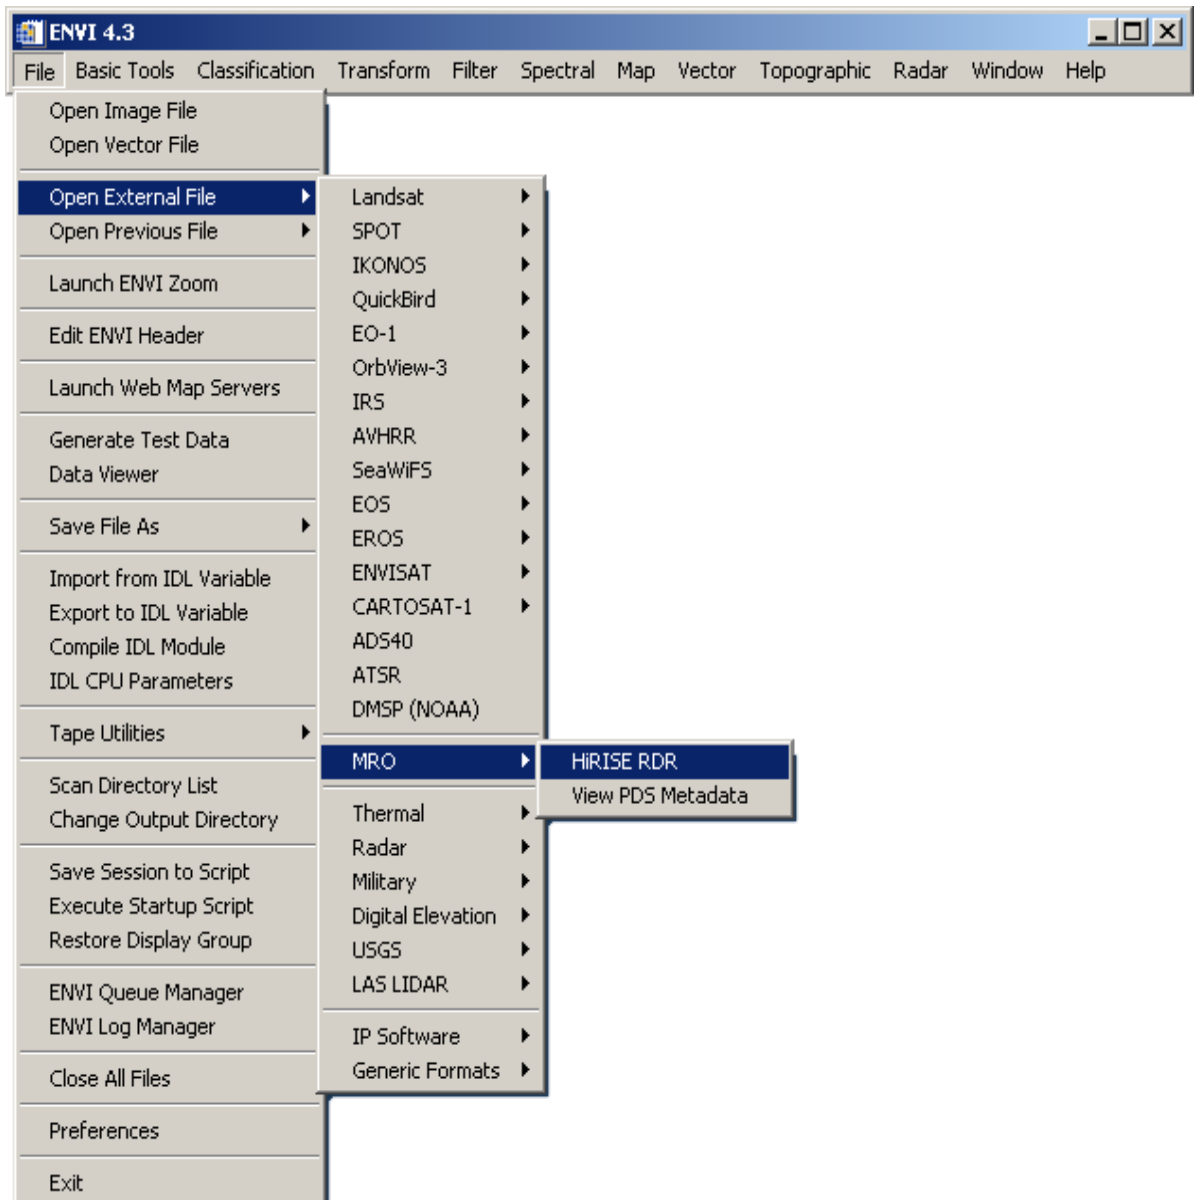 ENVI 4.3
File Basic Tools Classification Transform Filter Spectral Map Vector Topographic Radar Window Help
Open Image File
Open Vector File
Open External File
Open Previous File
Launch ENVI Zoom
Edit ENVI Header
Launch Web Map Servers
Generate Test Data
Data Viewer
Save File As
Import from IDL Variable
Export to IDL Variable
Compile IDL Module
IDL CPU Parameters
Tape Utilities
Scan Directory List
Change Output Directory
Save Session to Script
Execute Startup Script
Restore Display Group
ENVI Queue Manager
ENVI Log Manager
Close All Files
Preferences
Exit
Landsat
SPOT
IKONOS
QuickBird
EO-1
OrbView-3
IRS
AVHRR
SeaWiFS
EOS
EROS
ENVISAT
CARTOSAT-1
ADS40
ATSR
DMSP (NOAA)
MRO
Thermal
Radar
Military
Digital Elevation
USGS
LAS LIDAR
IP Software
Generic Formats
HiRISE RDR
View PDS Metadata